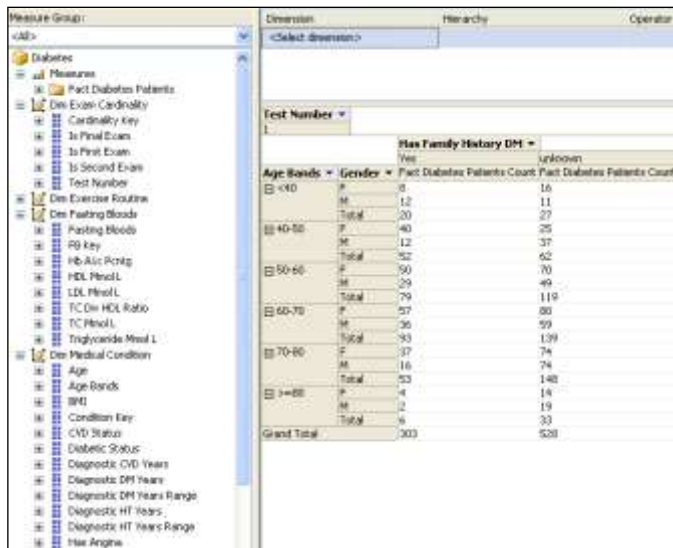 Measure Group:
<All>
Diabetes
Measures
Fact Diabetes Patients
Dim Exam Cardinality
Cardinality Key
Is Final Exam
Is First Exam
Is Second Exam
Test Number
Dim Exercise Routine
Dim Fasting Bloods
Fasting Bloods
FB Key
Hb A1c Pcntg
HDL Mmol L
LDL Mmol L
TC Div HDL Ratio
TC Mmol L
Triglyceride Mmol L
Dim Medical Condition
Age
Age Bands
BMI
Condition Key
CVD Status
Diabetic Status
Diagnostic CVD Years
Diagnostic DM Years
Diagnostic DM Years Range
Diagnostic HT Years
Diagnostic HT Years Range
Has Angina
Dimension Hierarchy Operator
<Select dimension>
Test Number
1
Has Family History DM
Yes unknown
Age Bands Gender Fact Diabetes Patients Count Fact Diabetes Patients Count
<40 F 8 16
M 12 11
Total 20 27
40-50 F 40 25
M 12 37
Total 52 62
50-60 F 50 70
M 29 49
Total 79 119
60-70 F 57 80
M 36 59
Total 93 139
70-80 F 37 74
M 16 74
Total 53 148
>=80 F 4 14
M 2 19
Total 6 33
Grand Total 303 528